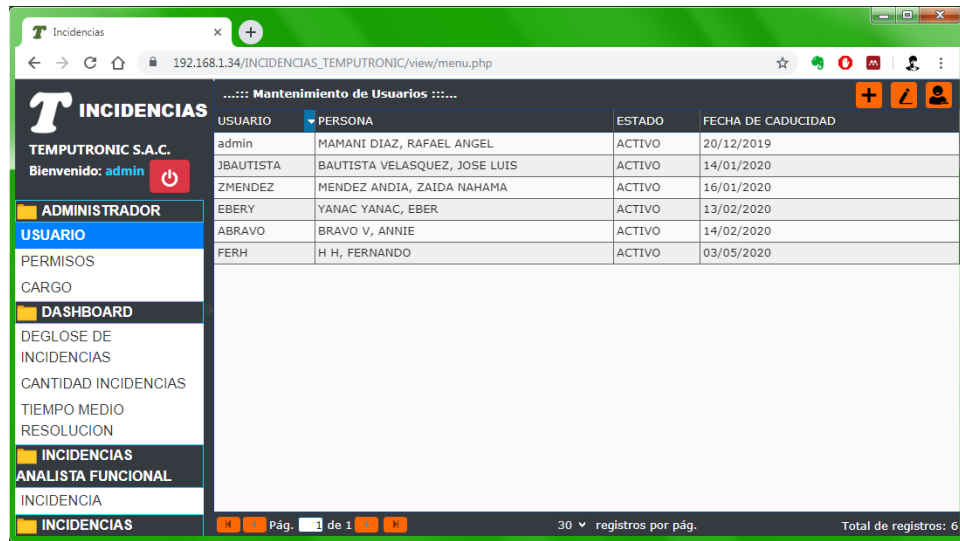 Incidencias
192.168.1.34/INCIDENCIAS_TEMPUTRONIC/view/menu.php
T INCIDENCIAS
TEMPUTRONIC S.A.C.
Bienvenido: admin
ADMINISTRADOR
USUARIO
PERMISOS
CARGO
DASHBOARD
DEGLOSE DE
INCIDENCIAS
CANTIDAD INCIDENCIAS
TIEMPO MEDIO
RESOLUCION
INCIDENCIAS
ANALISTA FUNCIONAL
INCIDENCIA
INCIDENCIAS
...::: Mantenimiento de Usuarios :::...
USUARIO PERSONA ESTADO FECHA DE CADUCIDAD
admin MAMANI DIAZ, RAFAEL ANGEL ACTIVO 20/12/2019
JBAUTISTA BAUTISTA VELASQUEZ, JOSE LUIS ACTIVO 14/01/2020
ZMENDEZ MENDEZ ANDIA, ZAIDA NAHAMA ACTIVO 16/01/2020
EBERY YANAC YANAC, EBER ACTIVO 13/02/2020
ABRAVO BRAVO V, ANNIE ACTIVO 14/02/2020
FERH H H, FERNANDO ACTIVO 03/05/2020
Pág. 1 de 1 30 registros por pág. Total de registros: 6